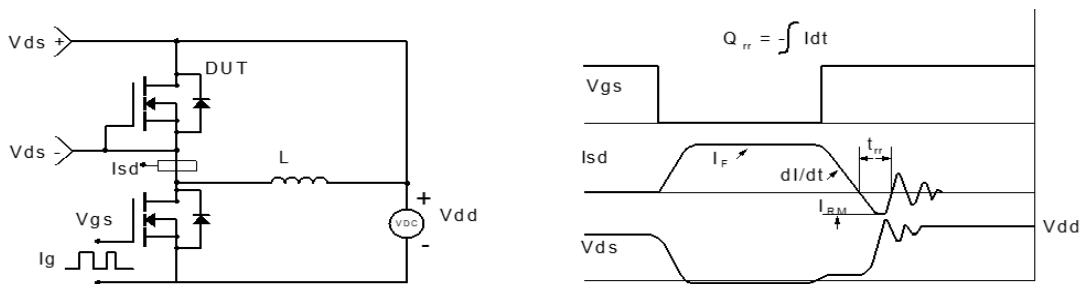 Vds +
DUT
Vds -
Isd
L
Vgs
Ig
+
VDC
-
Vdd
Q rr = -∫ Idt
Vgs
Isd
I F
dI/dt
t rr
I RM
Vds
Vdd